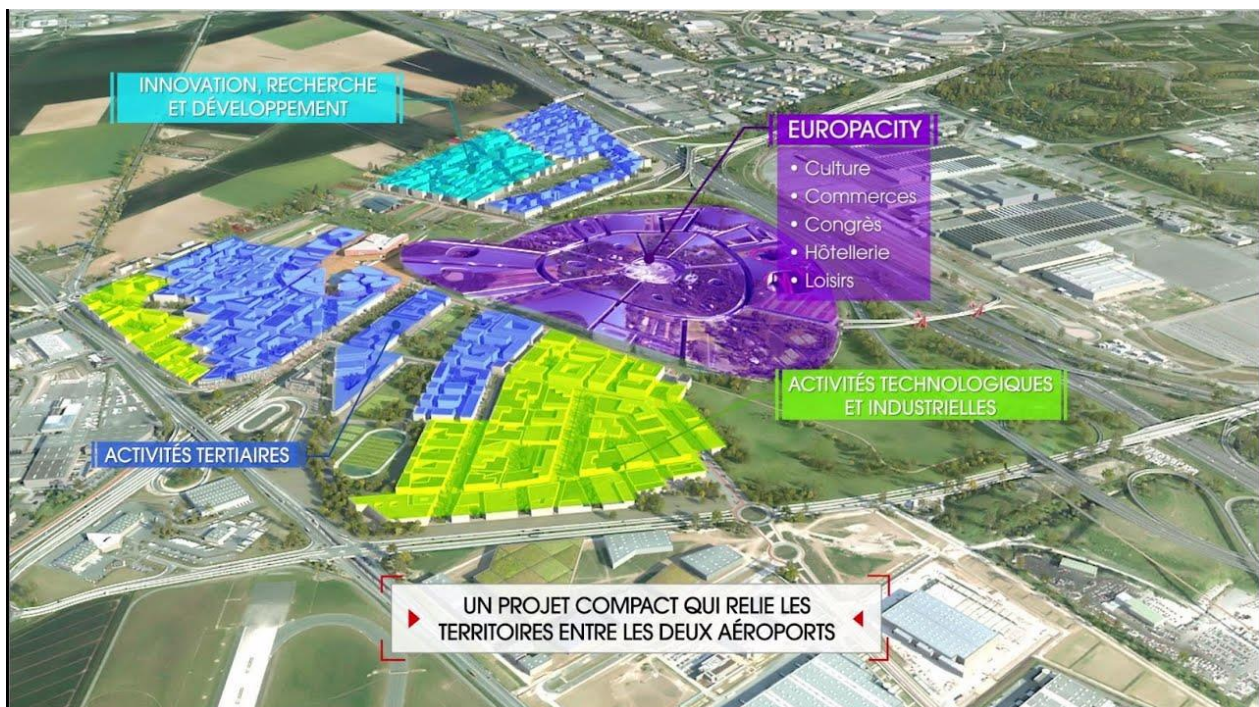 INNOVATION, RECHERCHE
ET DÉVELOPPEMENT
EUROPACITY
• Culture
• Commerces
• Congrès
• Hôtellerie
• Loisirs
ACTIVITÉS TECHNOLOGIQUES
ET INDUSTRIELLES
ACTIVITÉS TERTIAIRES
UN PROJET COMPACT QUI RELIE LES
TERRITOIRES ENTRE LES DEUX AÉROPORTS